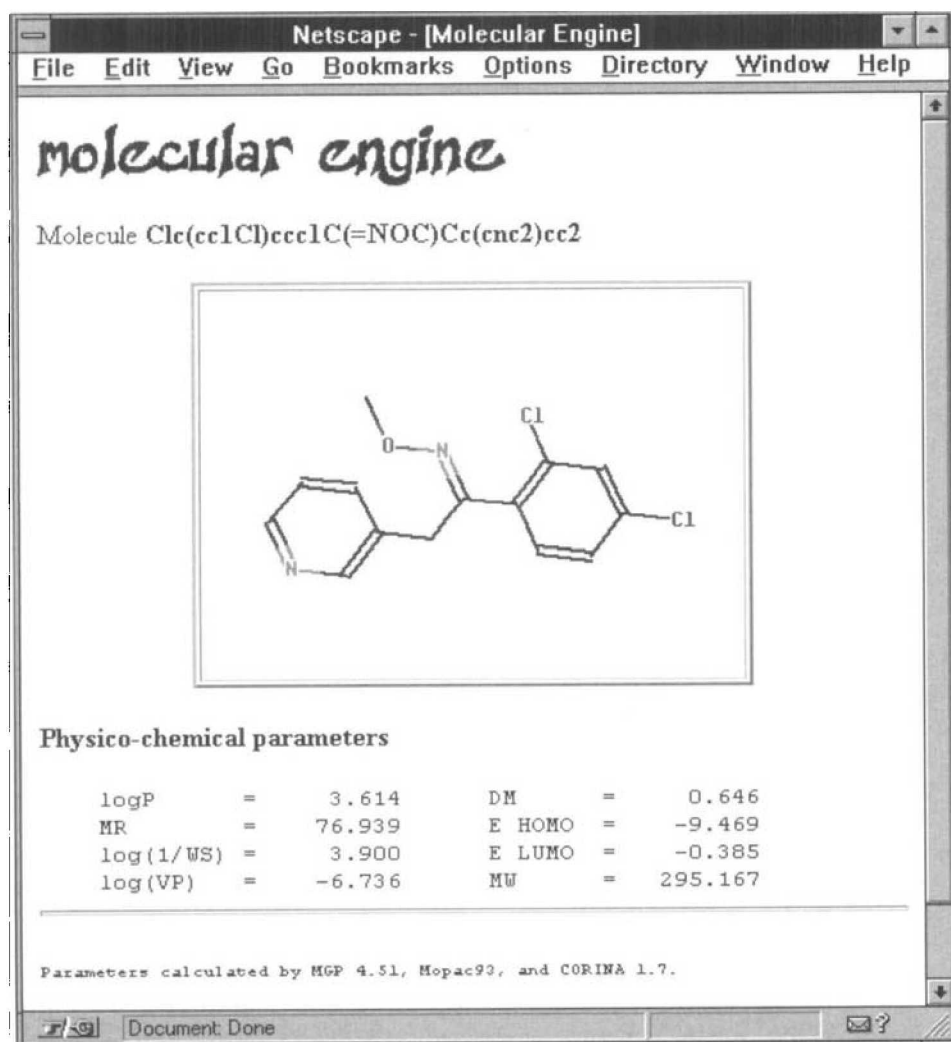 Netscape - [Molecular Engine]
File Edit View Go Bookmarks Options Directory Window Help
molecular engine
Molecule Clc(cc1Cl)ccc1C(=NOC)Cc(cnc2)cc2
Cl
O N
Cl
N
Physico-chemical parameters
logP = 3.614 DM = 0.646
MR = 76.939 E HOMO = -9.469
log(1/WS) = 3.900 E LUMO = -0.385
log(VP) = -6.736 MW = 295.167
Parameters calculated by MGP 4.51, Mopac93, and CORINA 1.7.
Document: Done
?